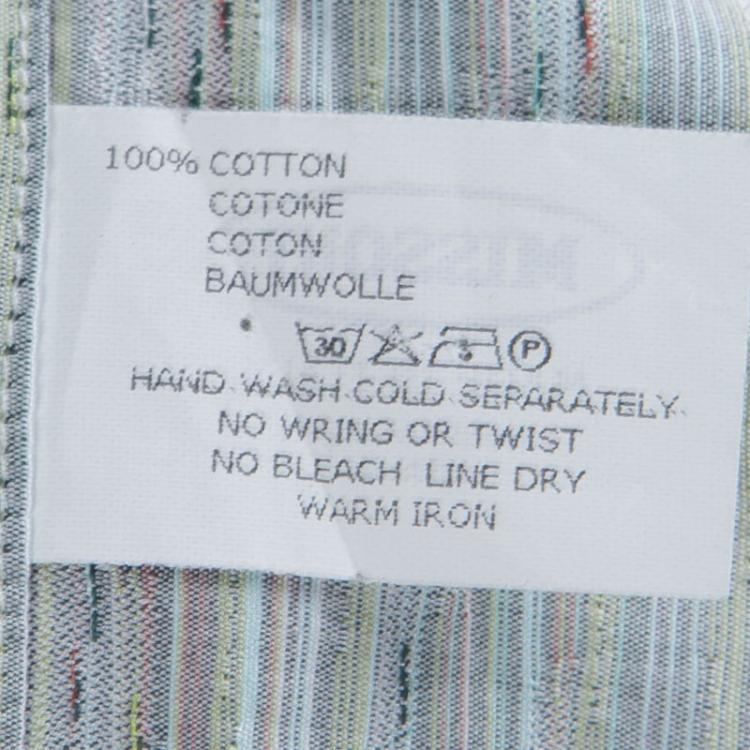 100% COTTON
COTONE
COTON
BAUMWOLLE
30 P
HAND WASH COLD SEPARATELY
NO WRING OR TWIST
NO BLEACH LINE DRY
WARM IRON